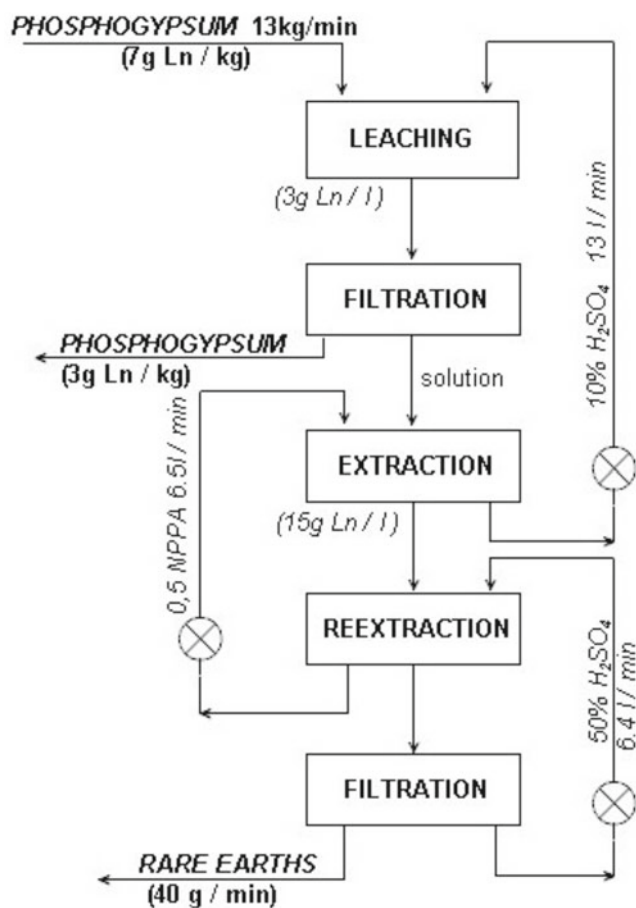 PHOSPHOGYPSUM 13kg/min
(7g Ln / kg)
LEACHING
(3g Ln / l)
10% H₂SO₄ 13 l / min
FILTRATION
PHOSPHOGYPSUM
(3g Ln / kg)
solution
0,5 NPPA 6.5l / min
EXTRACTION
(15g Ln / l)
REEXTRACTION
50% H₂SO₄
6.4 l / min
FILTRATION
RARE EARTHS
(40 g / min)